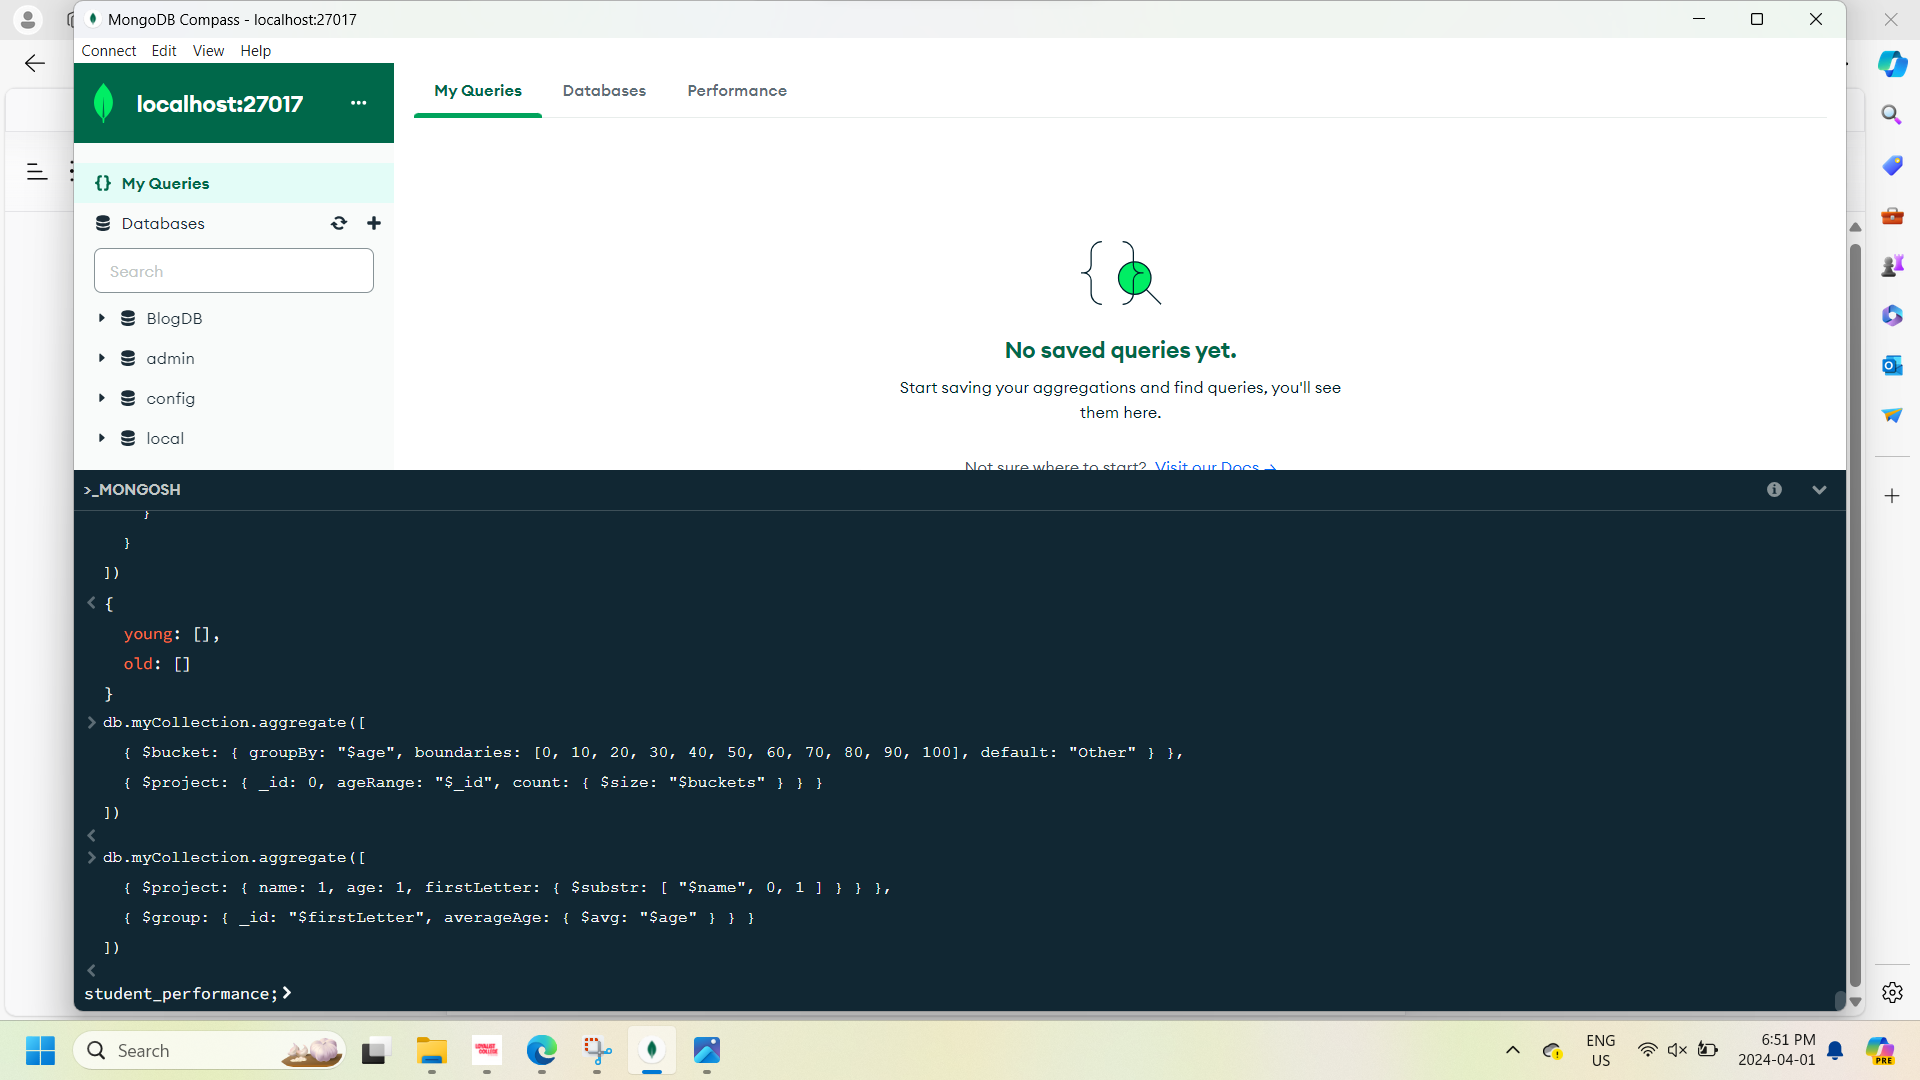 MongoDB Compass - localhost:27017
Connect Edit View Help
localhost:27017 ...
My Queries Databases Performance
{} My Queries
Databases
Search
BlogDB
admin
config
local
No saved queries yet.
Start saving your aggregations and find queries, you'll see
them here.
Not sure where to start? Visit our Docs →
>_MONGOSH
}
}
])
< {
young: [],
old: []
}
> db.myCollection.aggregate([
{ $bucket: { groupBy: "$age", boundaries: [0, 10, 20, 30, 40, 50, 60, 70, 80, 90, 100], default: "Other" } },
{ $project: { _id: 0, ageRange: "$_id", count: { $size: "$buckets" } } }
])
<
> db.myCollection.aggregate([
{ $project: { name: 1, age: 1, firstLetter: { $substr: [ "$name", 0, 1 ] } } },
{ $group: { _id: "$firstLetter", averageAge: { $avg: "$age" } } }
])
<
student_performance;>
Search
LOYALIST
COLLEGE
ENG
US
6:51 PM
2024-04-01
PRE